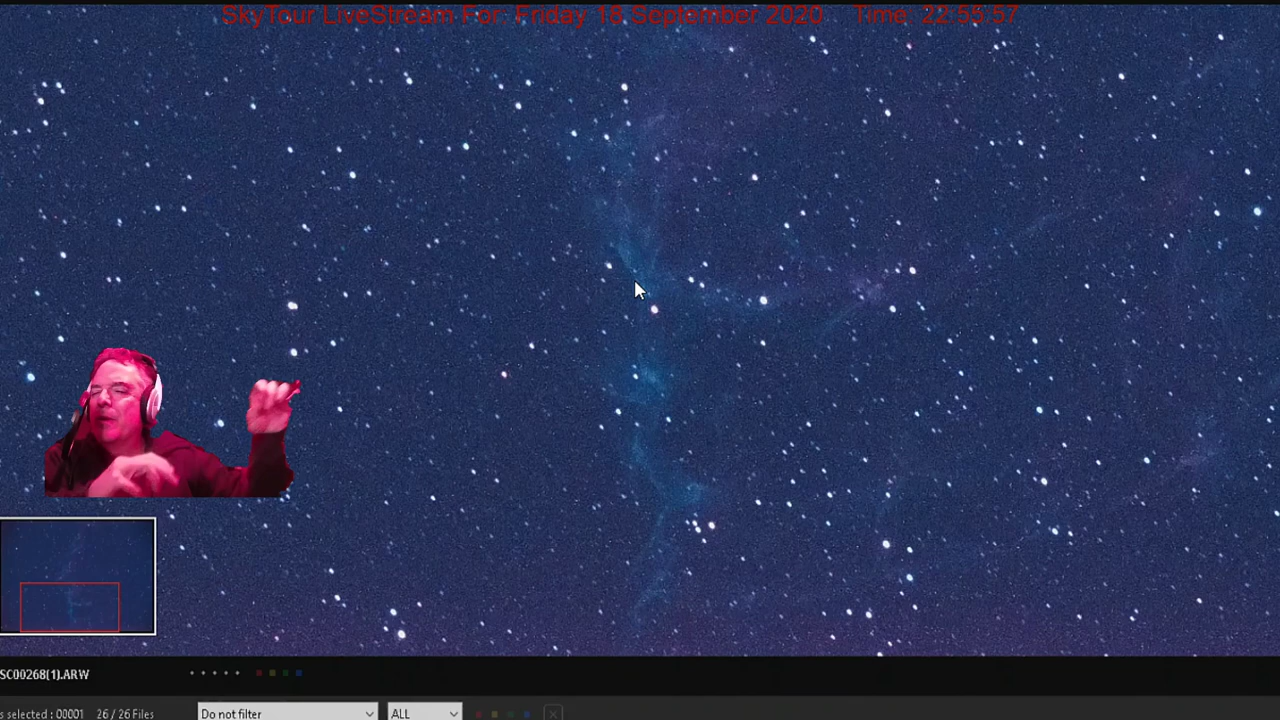 SkyTour LiveStream For: Friday 18 September 2020 Time: 22:55:57
SC00268(1).ARW
s selected : 00001 26 / 26 Files Do not filter ALL